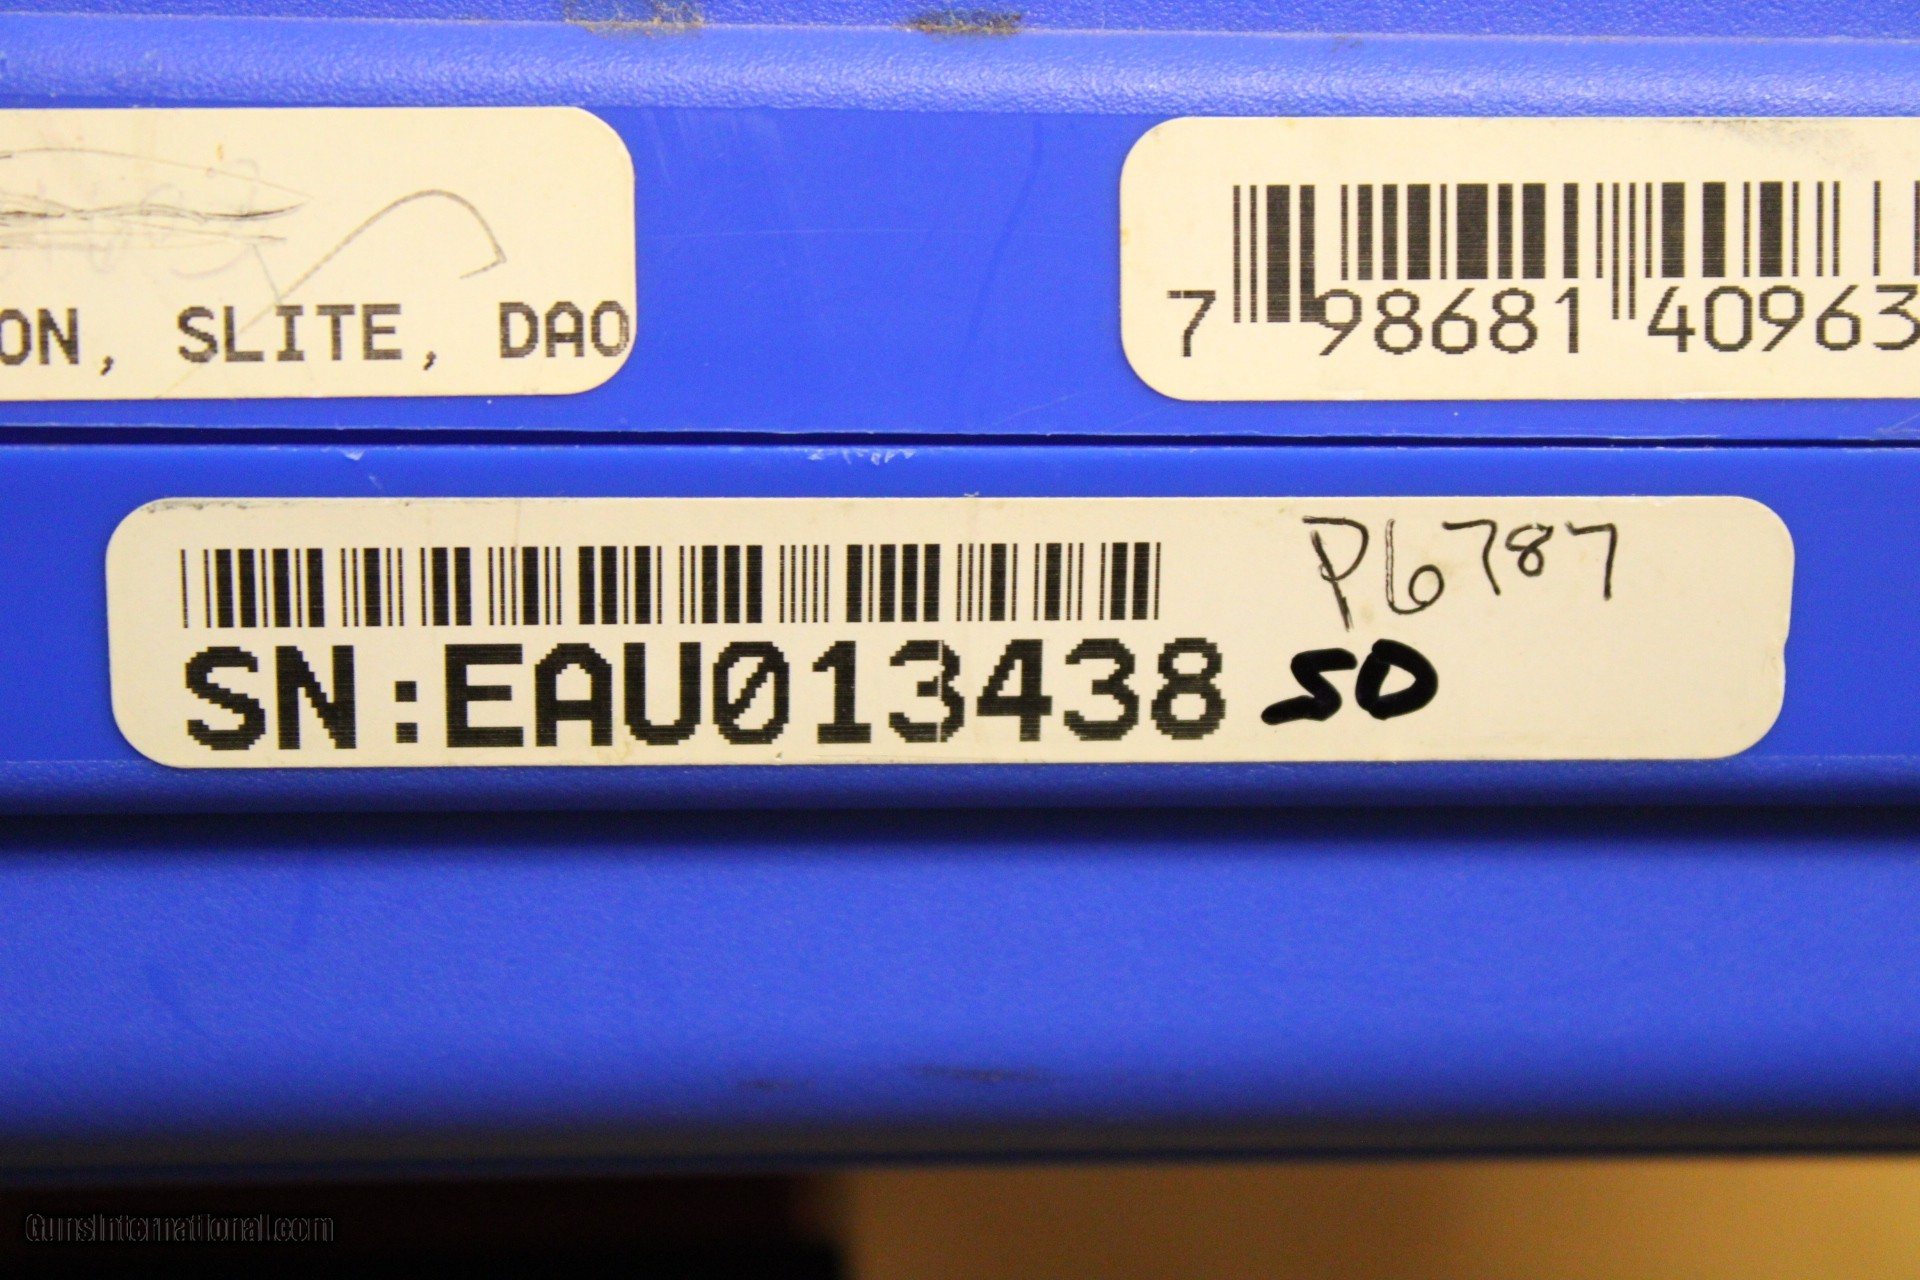 ON, SLITE, DAO
7 98681 40963
P6787
SN:EAU013438 SO
GunsInternational.com